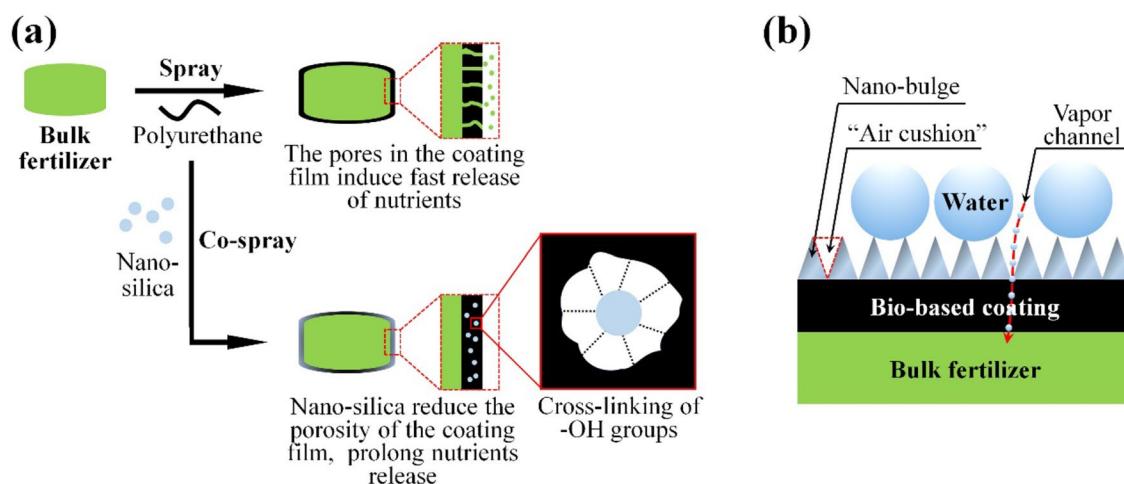 (a)
Spray
Bulk
fertilizer
Polyurethane
The pores in the coating
film induce fast release
of nutrients
Nano-
silica
Co-spray
Nano-silica reduce the
porosity of the coating
film, prolong nutrients
release
Cross-linking of
-OH groups
(b)
Nano-bulge
“Air cushion”
Vapor
channel
Water
Bio-based coating
Bulk fertilizer